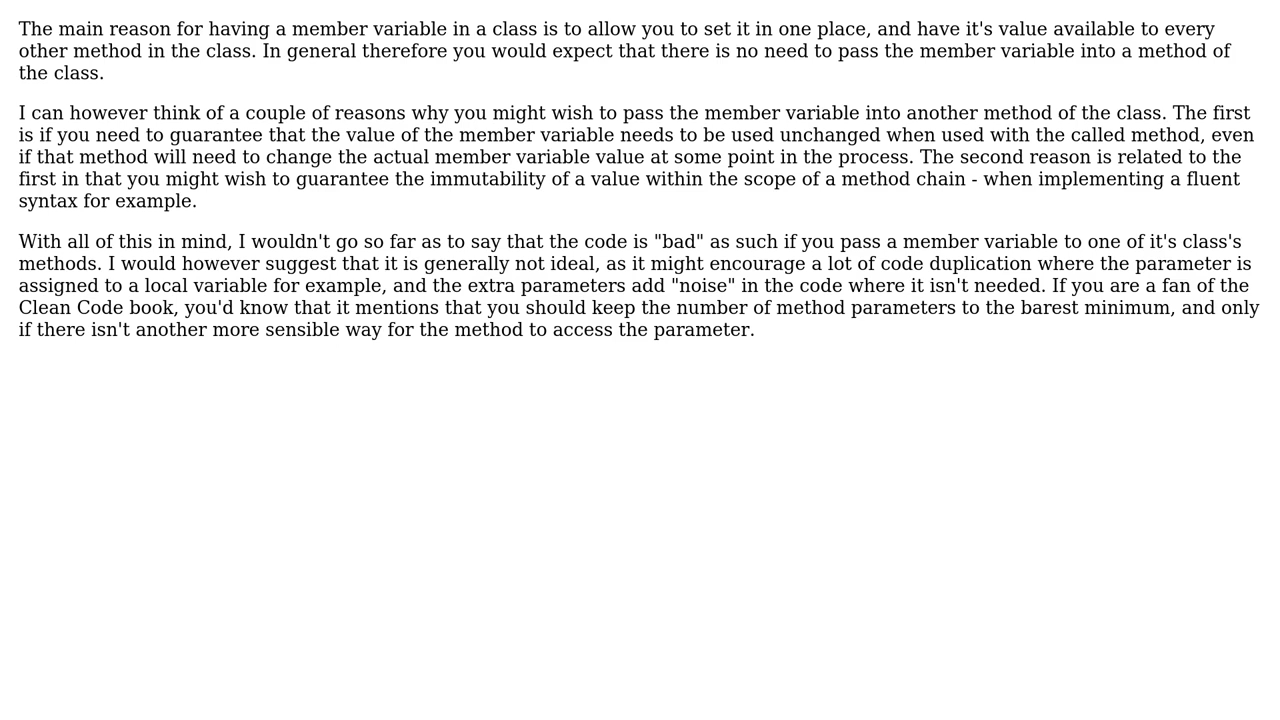 The main reason for having a member variable in a class is to allow you to set it in one place, and have it's value available to every
other method in the class. In general therefore you would expect that there is no need to pass the member variable into a method of
the class.
I can however think of a couple of reasons why you might wish to pass the member variable into another method of the class. The first
is if you need to guarantee that the value of the member variable needs to be used unchanged when used with the called method, even
if that method will need to change the actual member variable value at some point in the process. The second reason is related to the
first in that you might wish to guarantee the immutability of a value within the scope of a method chain - when implementing a fluent
syntax for example.
With all of this in mind, I wouldn't go so far as to say that the code is "bad" as such if you pass a member variable to one of it's class's
methods. I would however suggest that it is generally not ideal, as it might encourage a lot of code duplication where the parameter is
assigned to a local variable for example, and the extra parameters add "noise" in the code where it isn't needed. If you are a fan of the
Clean Code book, you'd know that it mentions that you should keep the number of method parameters to the barest minimum, and only
if there isn't another more sensible way for the method to access the parameter.